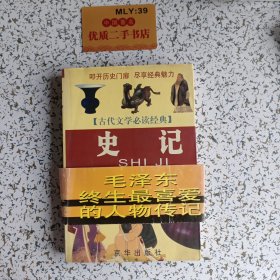 MLY:39
优质二手书店
叩开历史门扉 尽享经典魅力
【古代文学必读经典】
史记
SHI JI
毛泽东
终生最喜爱
的人物传记
京华出版社